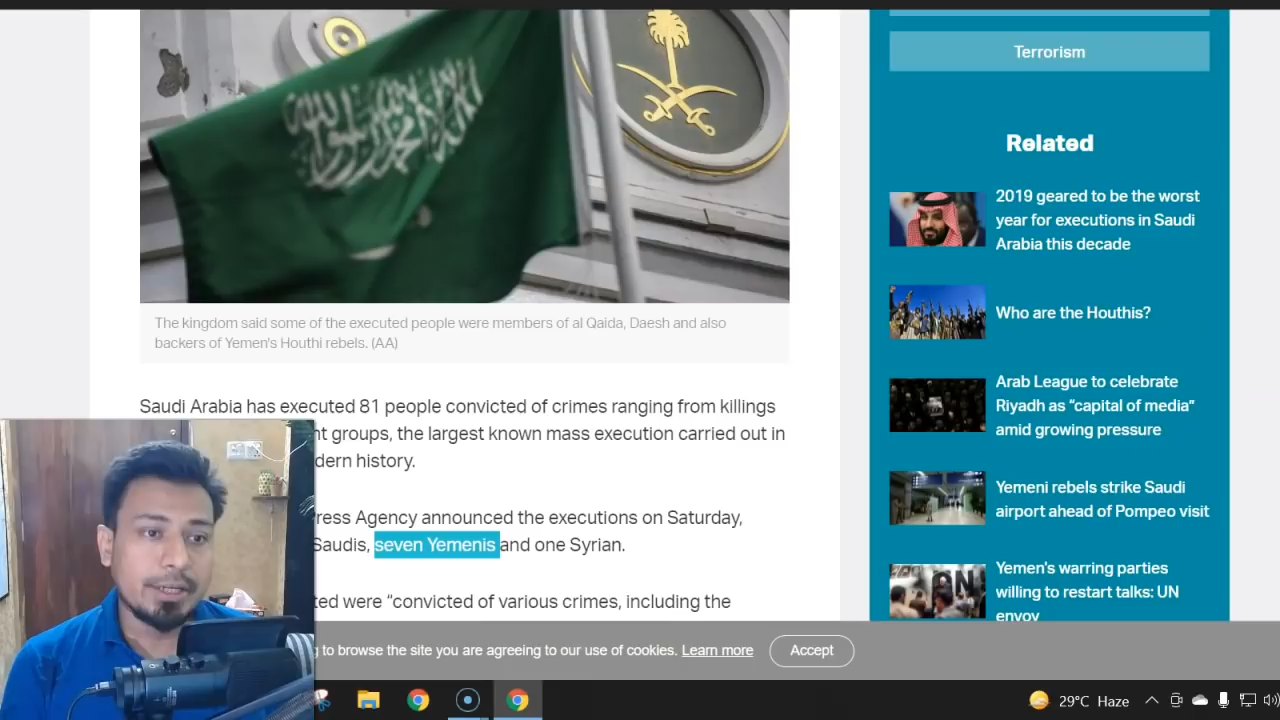 Terrorism
Related
2019 geared to be the worst
year for executions in Saudi
Arabia this decade
Who are the Houthis?
Arab League to celebrate
Riyadh as “capital of media”
amid growing pressure
Yemeni rebels strike Saudi
airport ahead of Pompeo visit
Yemen's warring parties
willing to restart talks: UN
envoy
The kingdom said some of the executed people were members of al Qaida, Daesh and also
backers of Yemen's Houthi rebels. (AA)
Saudi Arabia has executed 81 people convicted of crimes ranging from killings
nt groups, the largest known mass execution carried out in
dern history.
ress Agency announced the executions on Saturday,
Saudis, seven Yemenis and one Syrian.
ted were “convicted of various crimes, including the
g to browse the site you are agreeing to our use of cookies. Learn more Accept
29°C Haze